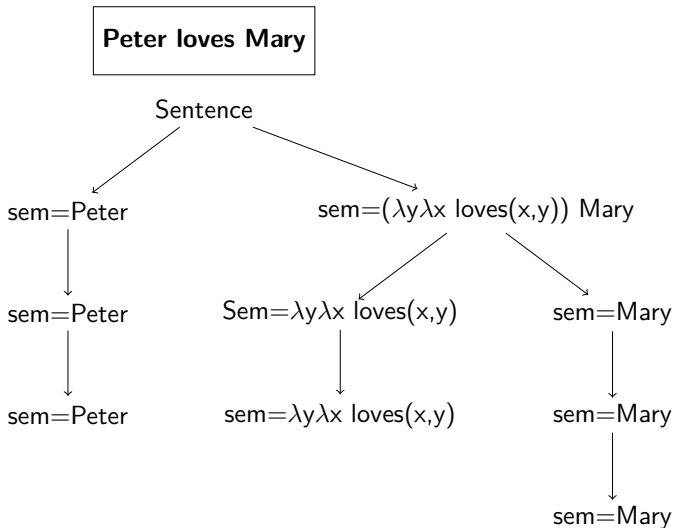 Peter loves Mary
Sentence
sem=Peter
sem=(λyλx loves(x,y)) Mary
sem=Peter
Sem=λyλx loves(x,y)
sem=Mary
sem=Peter
sem=λyλx loves(x,y)
sem=Mary
sem=Mary